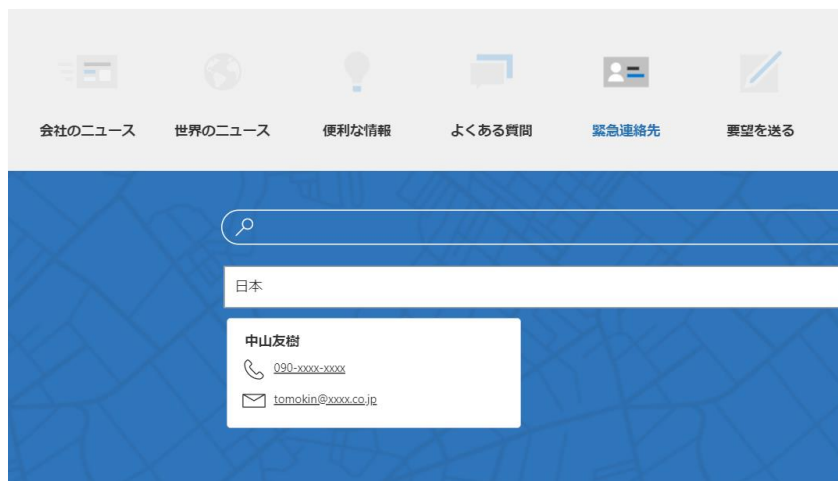 会社のニュース 世界のニュース 便利な情報 よくある質問 緊急連絡先 要望を送る
日本
中山友樹
090-xxxx-xxxx
tomokin@xxxx.co.jp